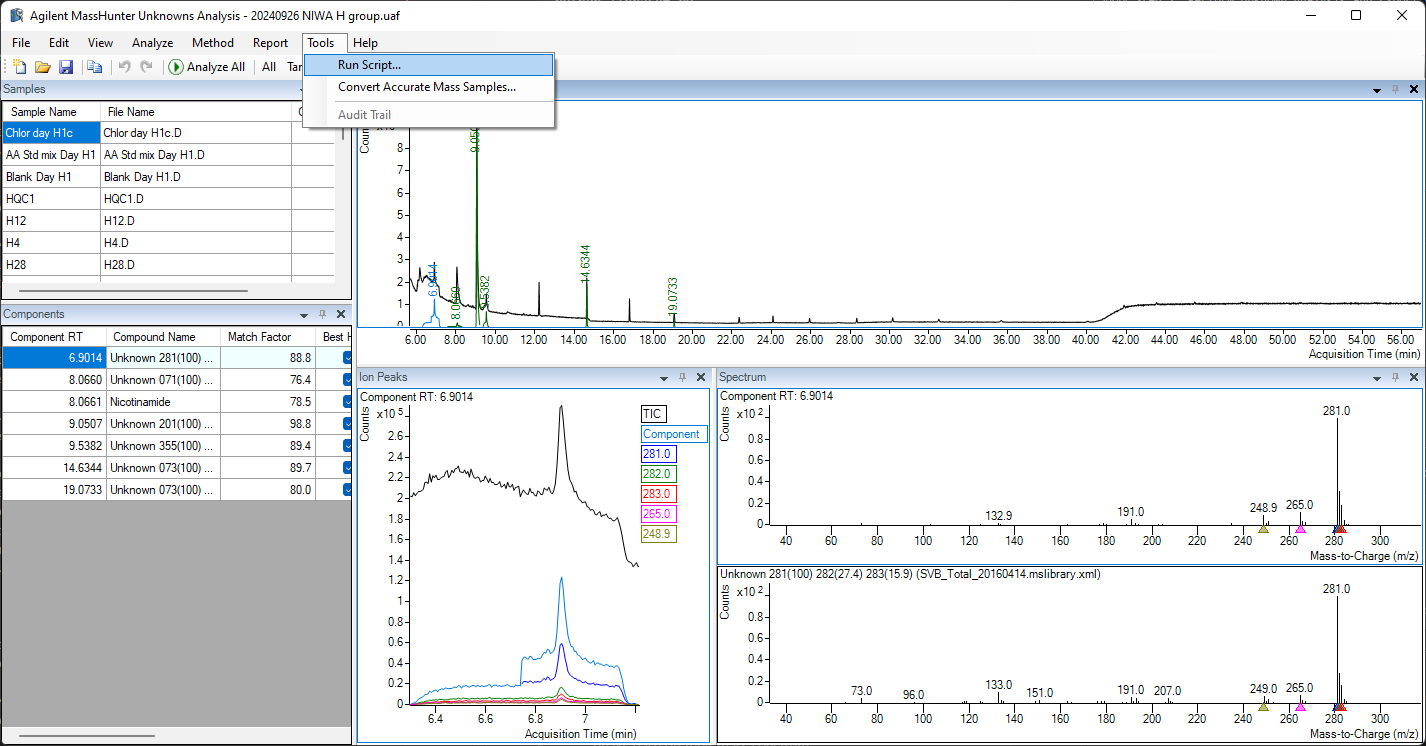 Agilent MassHunter Unknowns Analysis - 20240926 NIWA H group.uaf
File Edit View Analyze Method Report Tools Help
Analyze All All Tar
Run Script...
Convert Accurate Mass Samples...
Audit Trail
Samples
Sample Name File Name
Chlor day H1c Chlor day H1c.D
AA Std mix Day H1 AA Std mix Day H1.D
Blank Day H1 Blank Day H1.D
HQC1 HQC1.D
H12 H12.D
H4 H4.D
H28 H28.D
Components
Component RT Compound Name Match Factor Best H
6.9014 Unknown 281(100) ... 88.8
8.0660 Unknown 071(100) ... 76.4
8.0661 Nicotinamide 78.5
9.0507 Unknown 201(100) ... 98.8
9.5382 Unknown 355(100) ... 89.4
14.6344 Unknown 073(100) ... 89.7
19.0733 Unknown 073(100) ... 80.0
Counts
8
7
6
5
4
3
2
1
0
14.6344
19.0733
6.00 8.00 10.00 12.00 14.00 16.00 18.00 20.00 22.00 24.00 26.00 28.00 30.00 32.00 34.00 36.00 38.00 40.00 42.00 44.00 46.00 48.00 50.00 52.00 54.00 56.00
Acquisition Time (min)
Ion Peaks
Component RT: 6.9014
Counts
x10 5
2.6
2.4
2.2
2
1.8
1.6
1.4
1.2
1
0.8
0.6
0.4
0.2
0
TIC
Component
281.0
282.0
283.0
265.0
248.9
6.4 6.6 6.8 7
Acquisition Time (min)
Spectrum
Component RT: 6.9014
Counts
x10 2
0.8
0.6
0.4
0.2
0
132.9 191.0 248.9 265.0 281.0
40 60 80 100 120 140 160 180 200 220 240 260 280 300
Mass-to-Charge (m/z)
Unknown 281(100) 282(27.4) 283(15.9) (SVB_Total_20160414.mslibrary.xml)
Counts
x10 2
0.8
0.6
0.4
0.2
0
73.0 96.0 133.0 151.0 191.0 207.0 249.0 265.0 281.0
40 60 80 100 120 140 160 180 200 220 240 260 280 300
Mass-to-Charge (m/z)